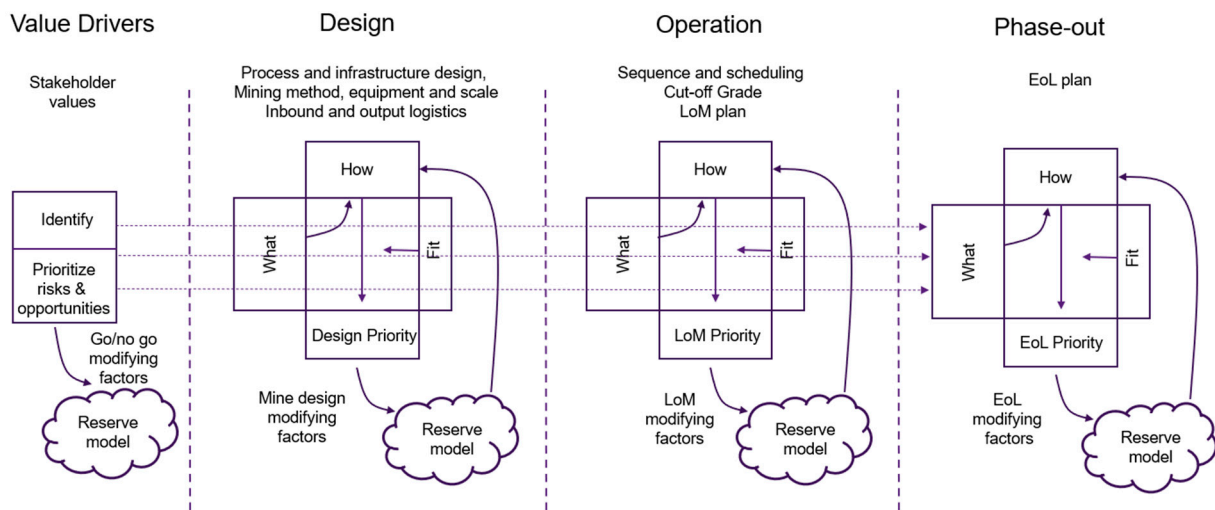 Value Drivers
Stakeholder
values
Identify
Prioritize
risks &
opportunities
Go/no go
modifying
factors
Reserve
model
Design
Process and infrastructure design,
Mining method, equipment and scale
Inbound and output logistics
How
What
Fit
Design Priority
Mine design
modifying
factors
Reserve
model
Operation
Sequence and scheduling
Cut-off Grade
LoM plan
How
What
Fit
LoM Priority
LoM
modifying
factors
Reserve
model
Phase-out
EoL plan
How
What
Fit
EoL Priority
EoL
modifying
factors
Reserve
model